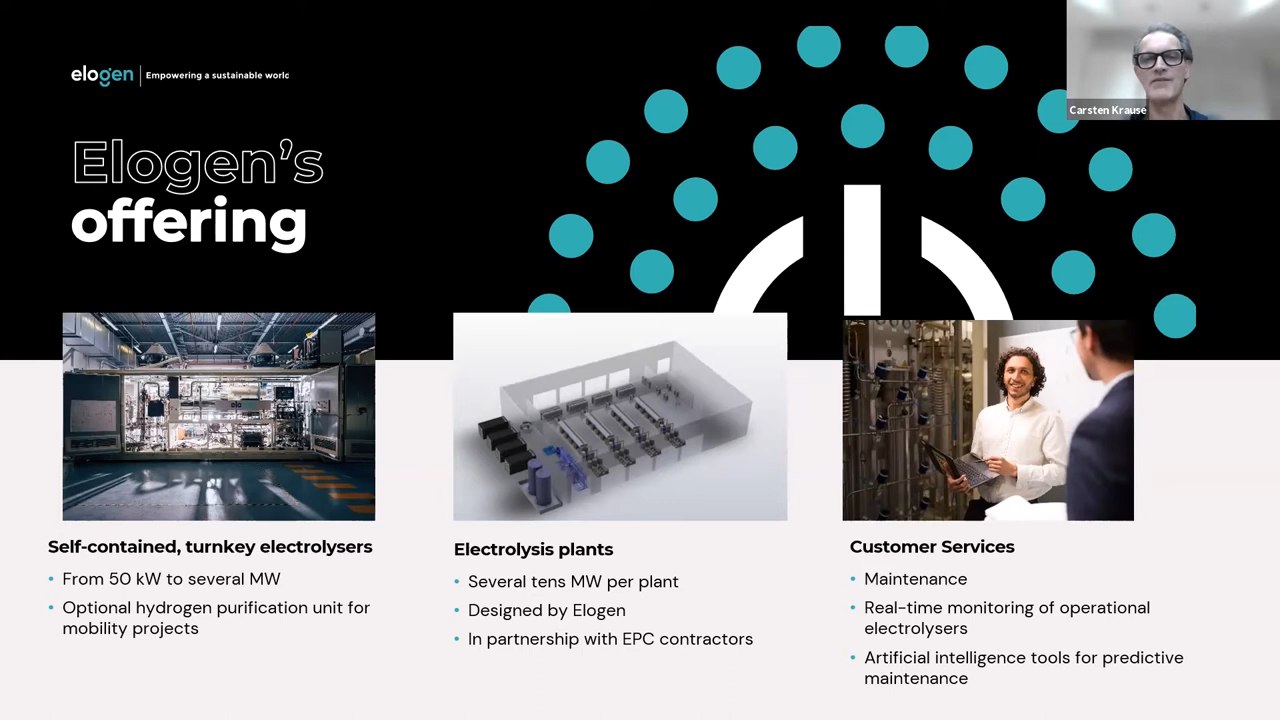 elogen | Empowering a sustainable world
Carsten Krause
Elogen's
offering
Self-contained, turnkey electrolysers
• From 50 kW to several MW
• Optional hydrogen purification unit for
mobility projects
Electrolysis plants
• Several tens MW per plant
• Designed by Elogen
• In partnership with EPC contractors
Customer Services
• Maintenance
• Real-time monitoring of operational
electrolysers
• Artificial intelligence tools for predictive
maintenance